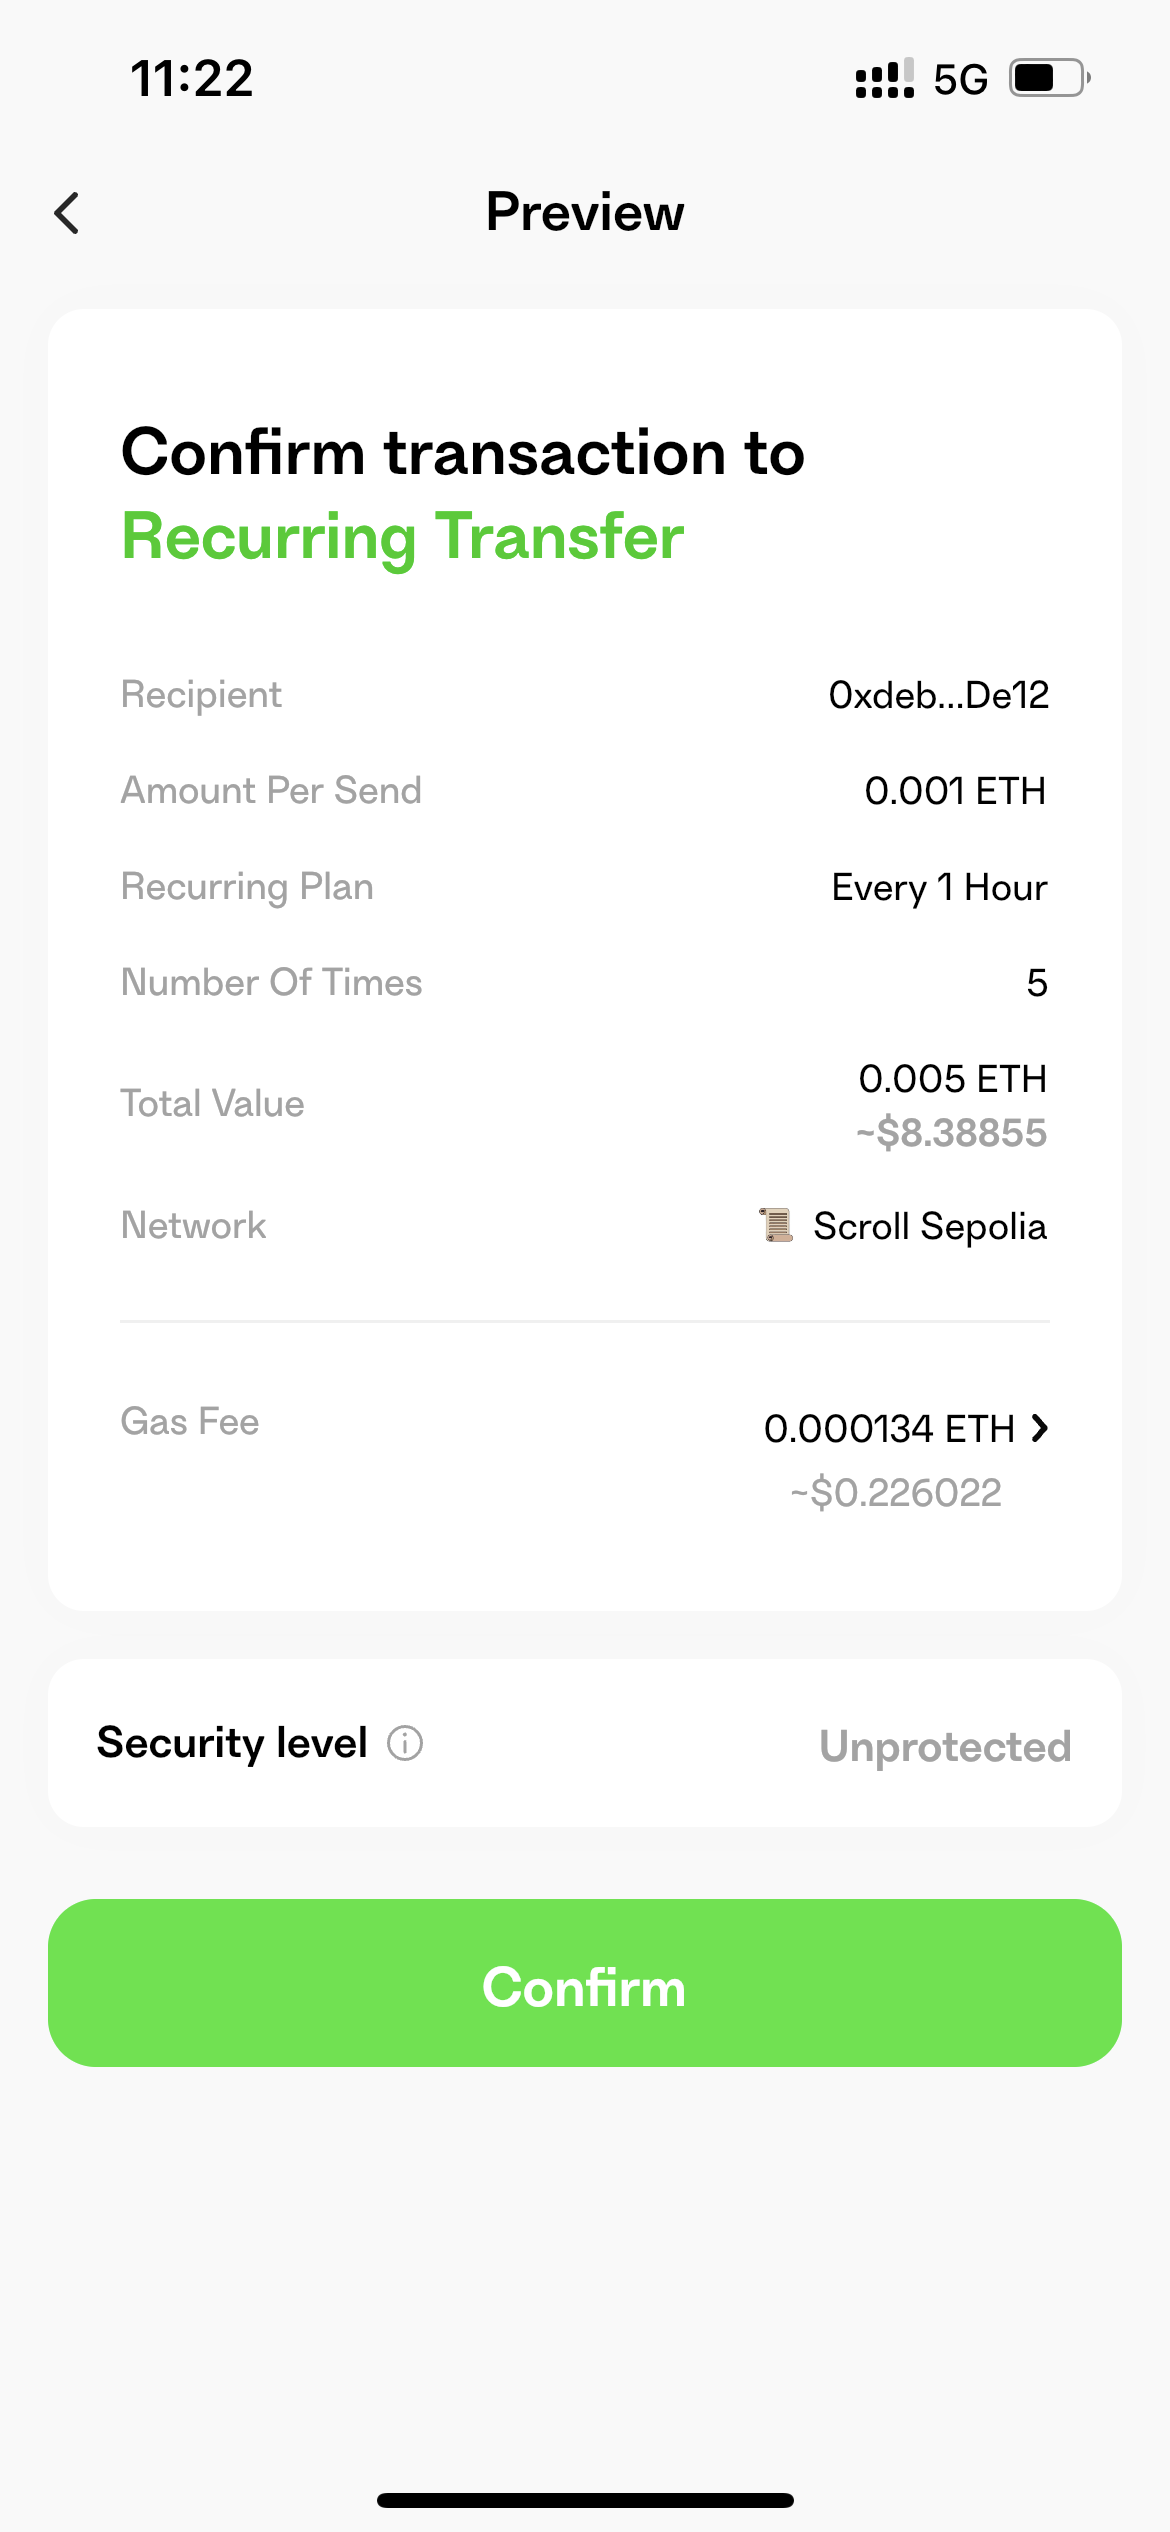 11:22
5G
Preview
Confirm transaction to
Recurring Transfer
Recipient 0xdeb...De12
Amount Per Send 0.001 ETH
Recurring Plan Every 1 Hour
Number Of Times 5
Total Value 0.005 ETH
~$8.38855
Network Scroll Sepolia
Gas Fee 0.000134 ETH
~$0.226022
Security level Unprotected
Confirm